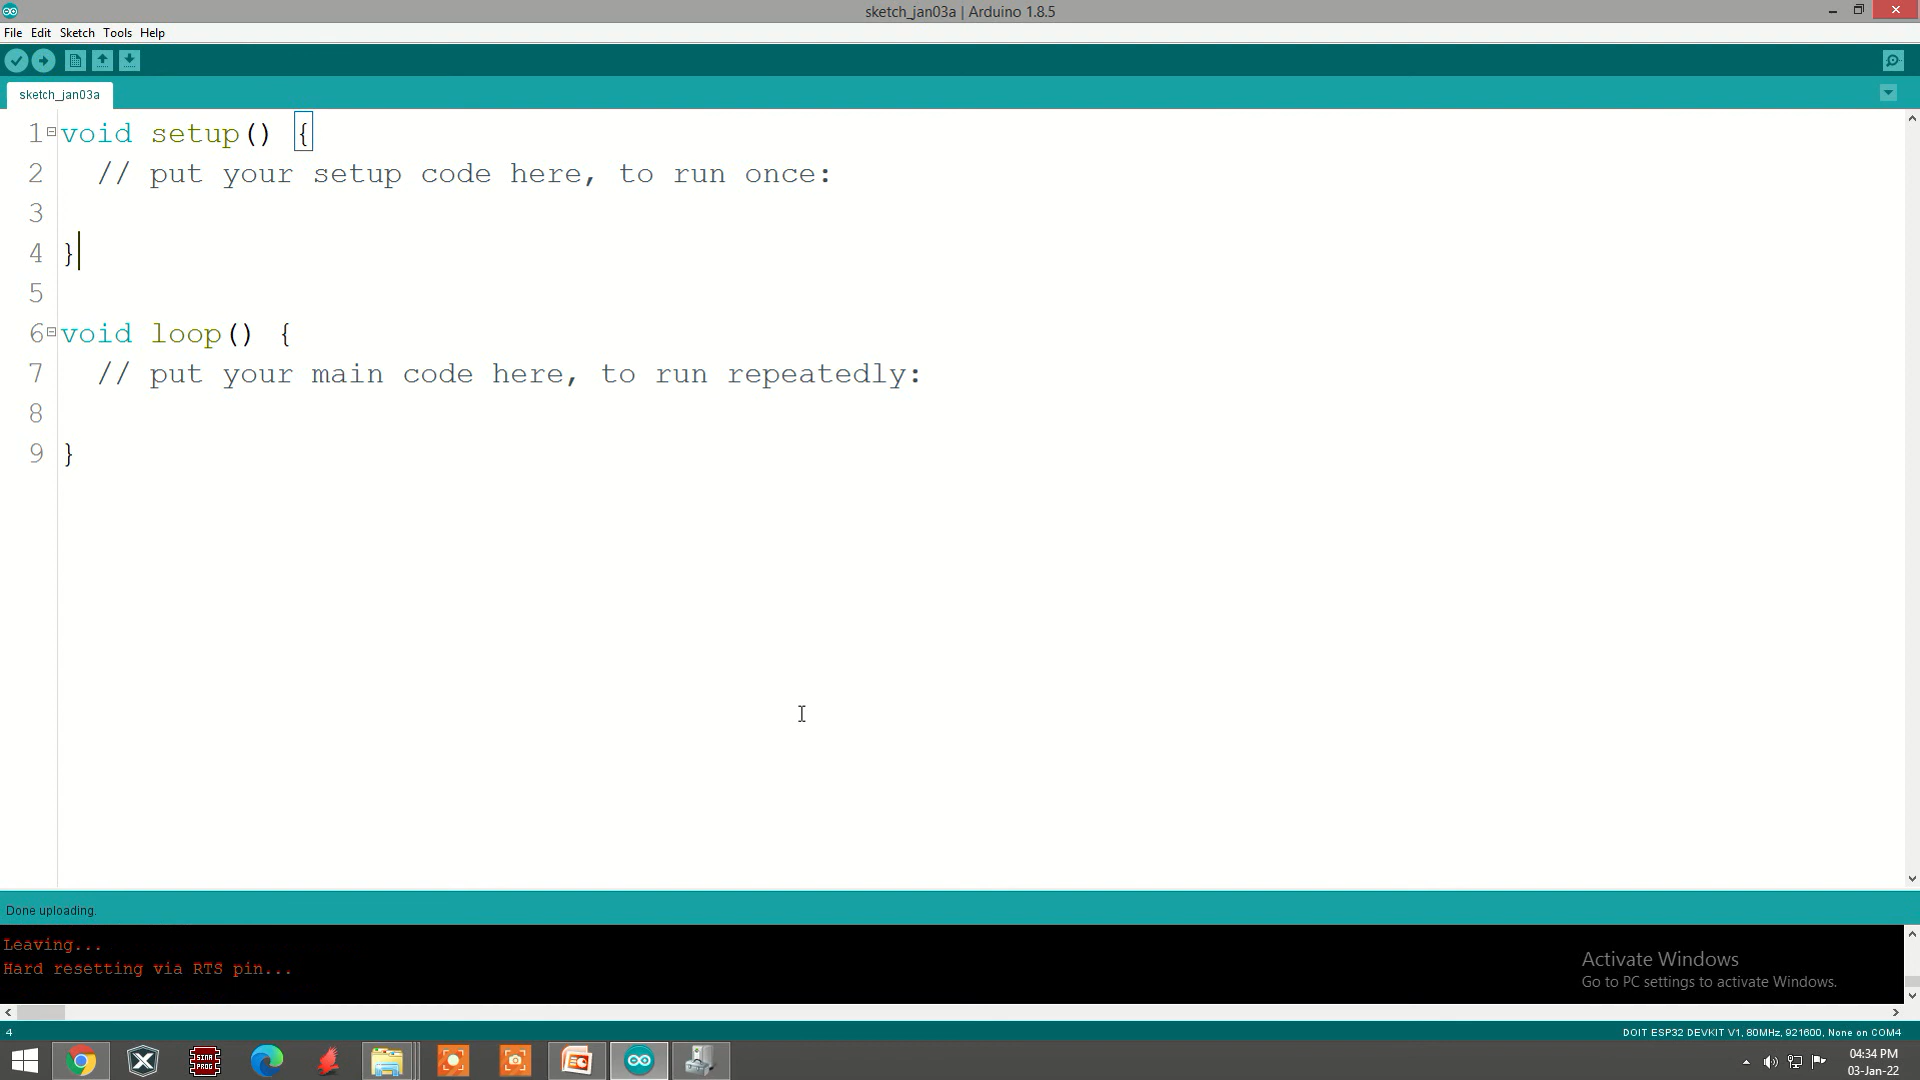 sketch_jan03a | Arduino 1.8.5
File Edit Sketch Tools Help
sketch_jan03a
1 void setup() {
2 // put your setup code here, to run once:
3
4 }
5
6 void loop() {
7 // put your main code here, to run repeatedly:
8
9 }
Done uploading.
Leaving...
Hard resetting via RTS pin...
Activate Windows
Go to PC settings to activate Windows.
4
DOIT ESP32 DEVKIT V1, 80MHz, 921600, None on COM4
SINA
PROG
04:34 PM
03-Jan-22